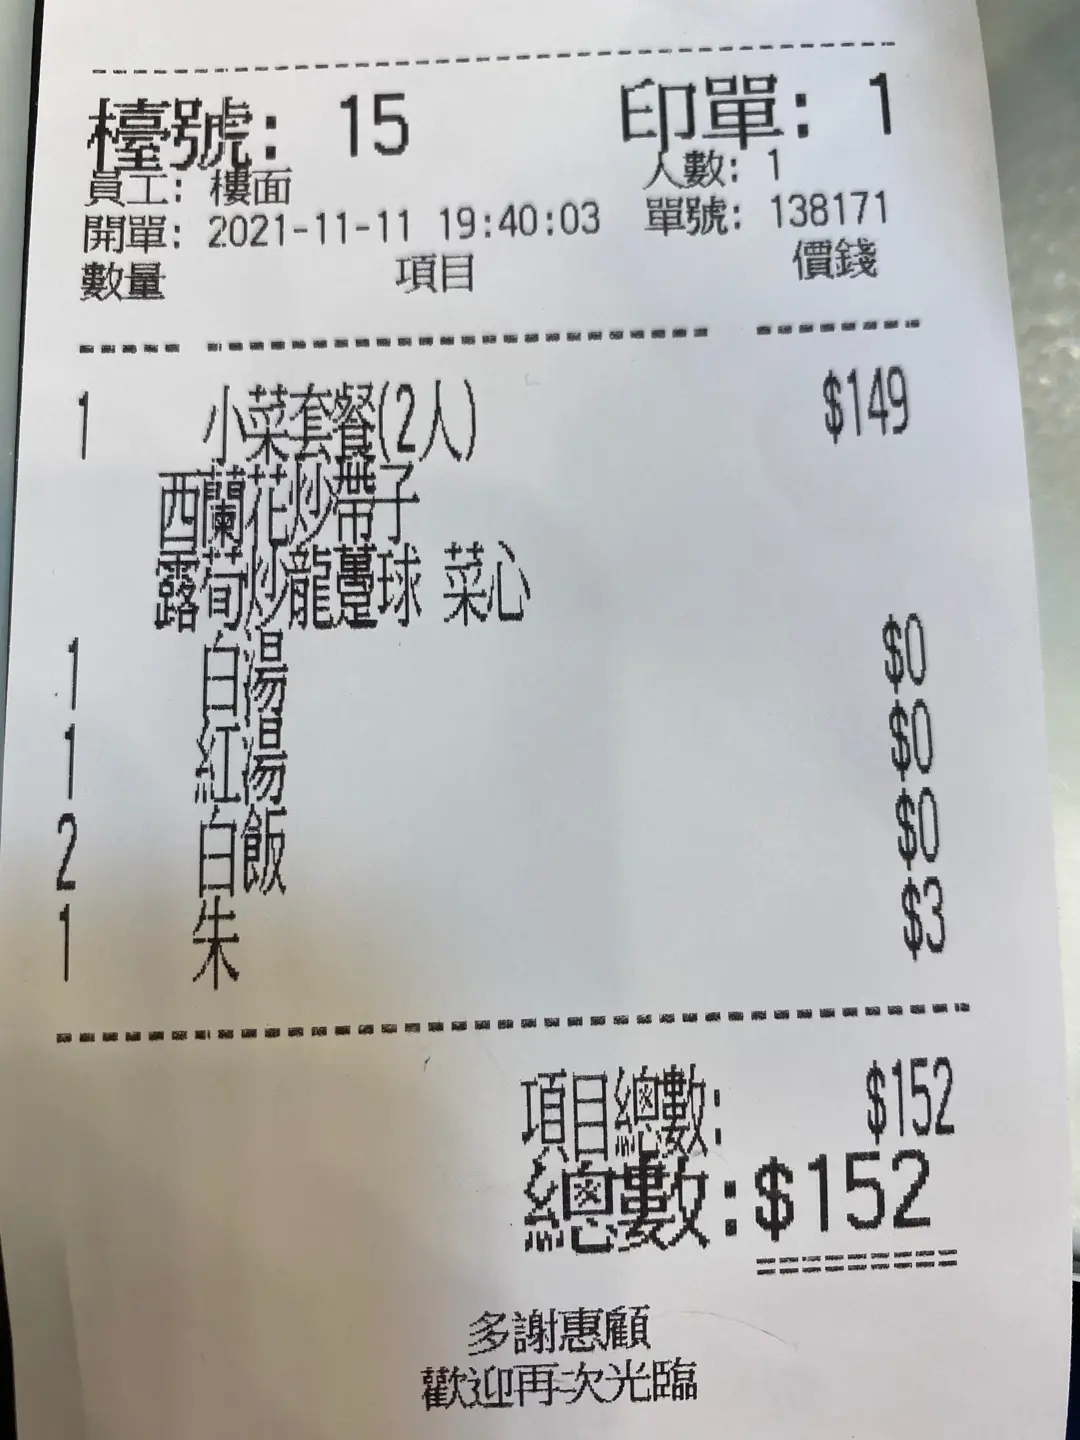 檯號: 15 印單: 1
員工: 樓面 人數: 1
開單: 2021-11-11 19:40:03 單號: 138171
數量 項目 價錢
1 小菜套餐(2人) $149
西蘭花炒帶子
露荀炒龍躉球 菜心
1 白湯 $0
1 紅湯 $0
2 白飯 $0
1 朱 $3
項目總數: $152
總數:$152
多謝惠顧
歡迎再次光臨